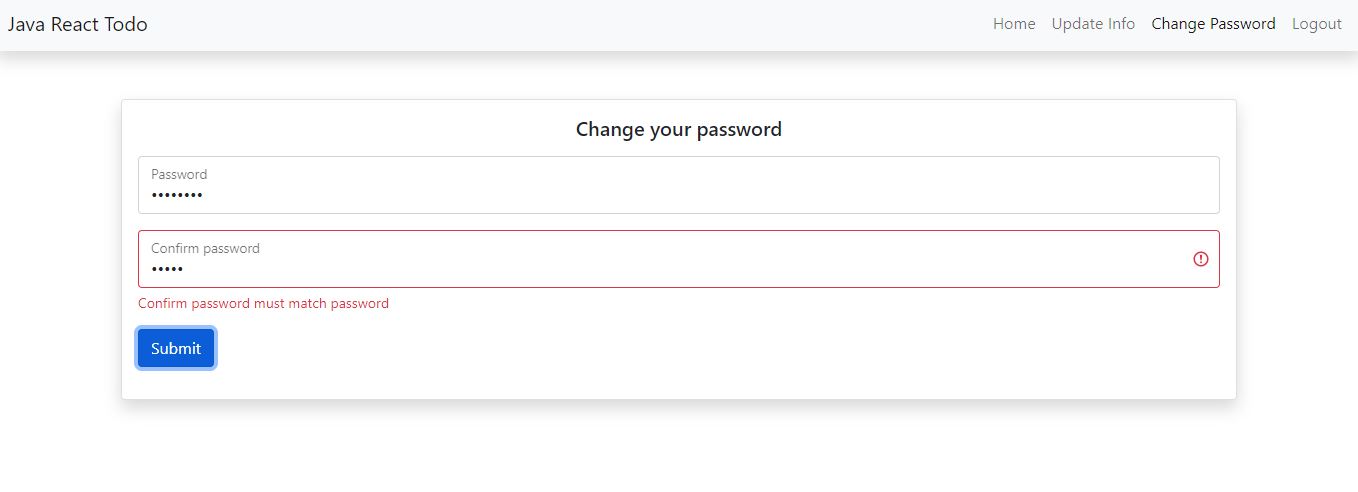 Java React Todo Home Update Info Change Password Logout
Change your password
Password
••••••••
Confirm password
•••••
Confirm password must match password
Submit